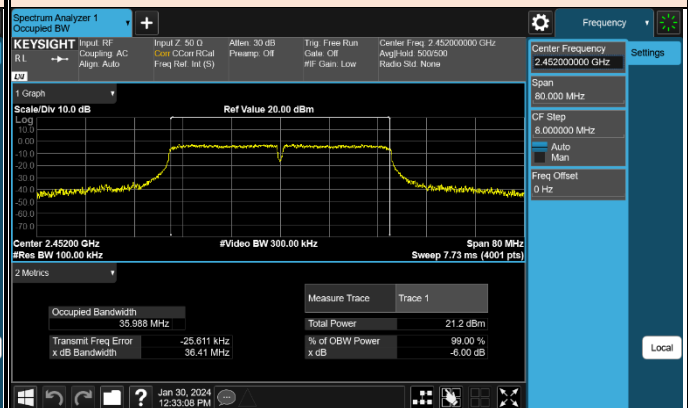 Spectrum Analyzer 1
Occupied BW
+
Frequency
KEYSIGHT
R L
LNI
Input: RF
Coupling: AC
Align: Auto
Input Z: 50 Ω
Corr CCorr RCal
Freq Ref: Int (S)
Atten: 30 dB
Preamp: Off
Trig: Free Run
Gate: Off
#IF Gain: Low
Center Freq: 2.452000000 GHz
Avg|Hold: 500/500
Radio Std: None
Center Frequency
2.452000000 GHz
Settings
Span
80.000 MHz
CF Step
8.000000 MHz
Auto
Man
Freq Offset
0 Hz
Local
1 Graph
Scale/Div 10.0 dB
Ref Value 20.00 dBm
Log
10.0
0.00
-10.0
-20.0
-30.0
-40.0
-50.0
-60.0
-70.0
Center 2.45200 GHz
#Video BW 300.00 kHz
Span 80 MHz
#Res BW 100.00 kHz
Sweep 7.73 ms (4001 pts)
2 Metrics
Measure Trace Trace 1
Occupied Bandwidth
35.988 MHz
Total Power 21.2 dBm
Transmit Freq Error -25.611 kHz
% of OBW Power 99.00 %
x dB Bandwidth 36.41 MHz
x dB -6.00 dB
?
Jan 30, 2024
12:33:08 PM